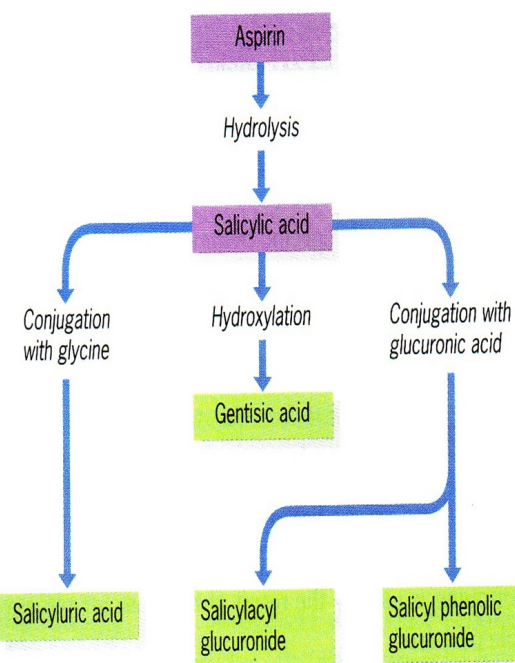 Aspirin
Hydrolysis
Salicylic acid
Conjugation
with glycine
Hydroxylation
Conjugation with
glucuronic acid
Gentisic acid
Salicyluric acid
Salicylacyl
glucuronide
Salicyl phenolic
glucuronide